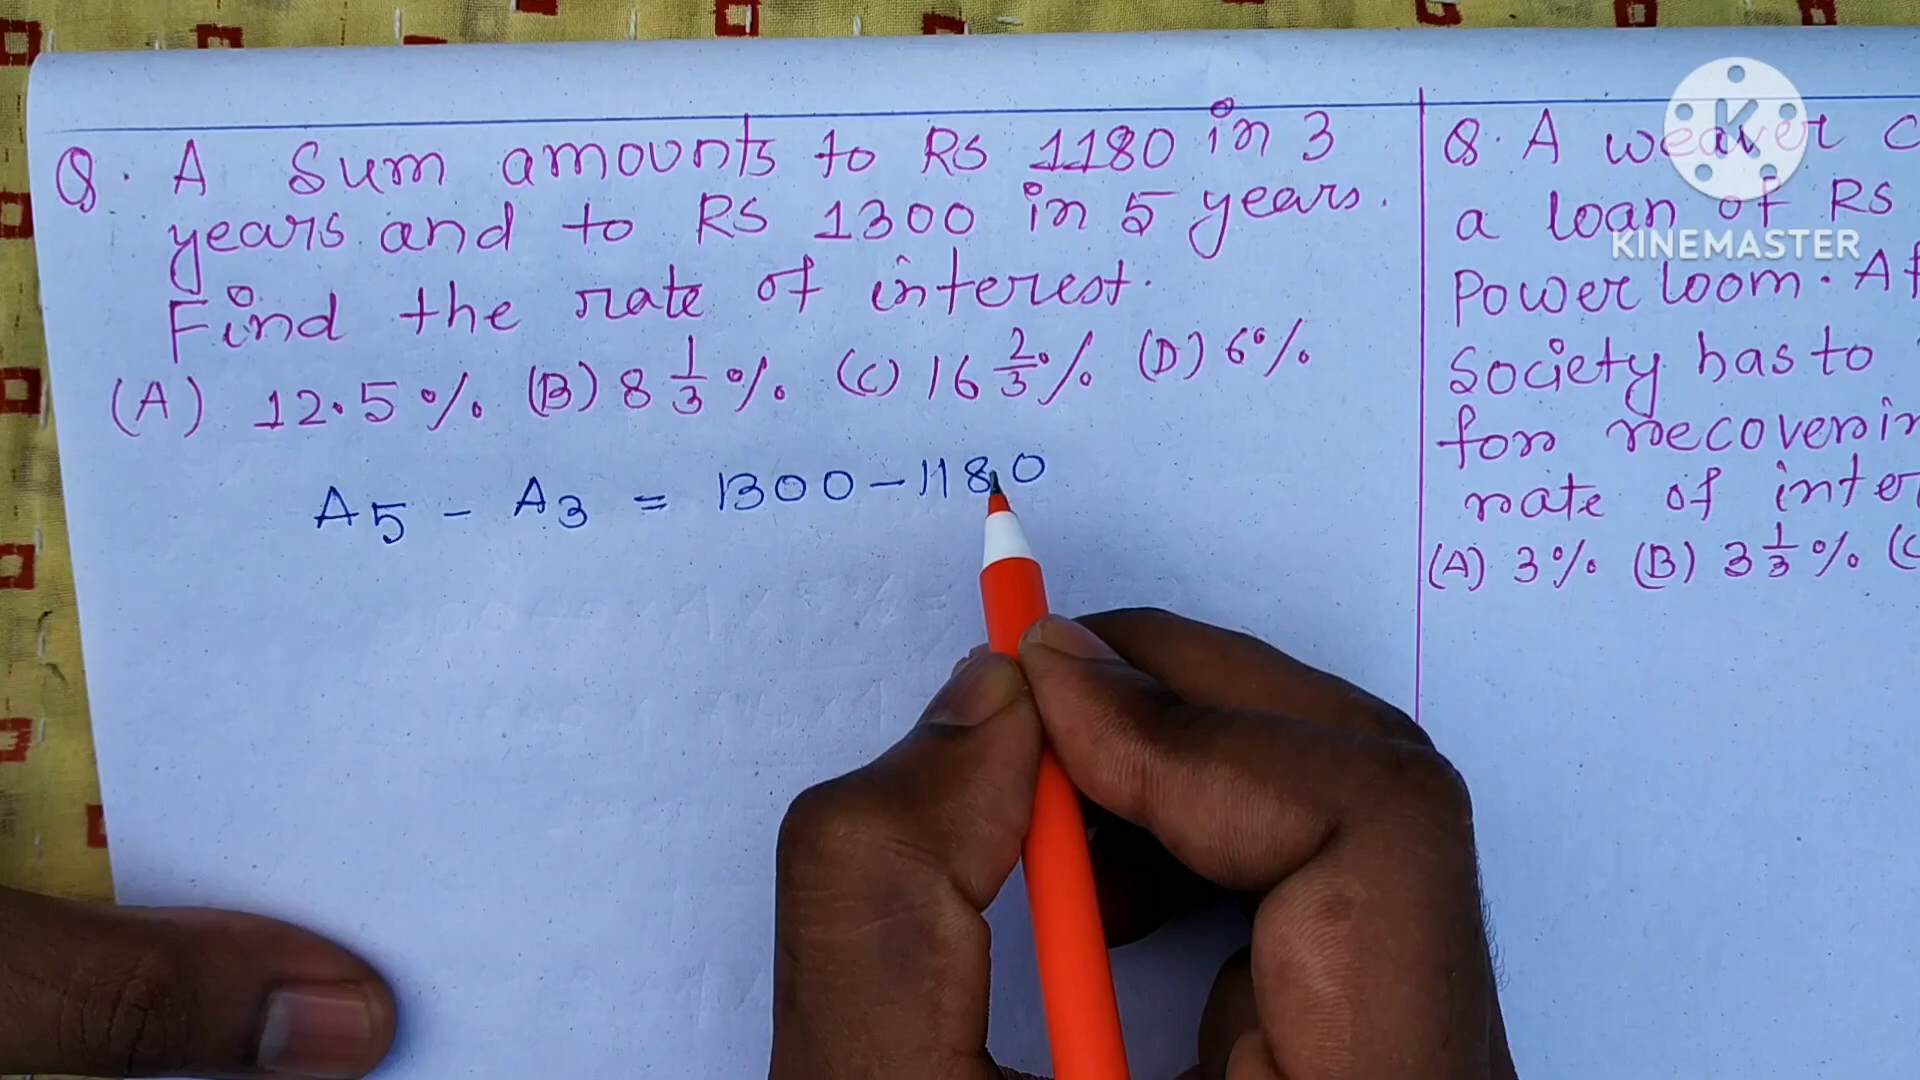 Q. A Sum amounts to Rs 1180 in 3
years and to RS 1300 in 5 years.
Find the rate of interest.
(A) 12.5% (B) 8 1/3 % (C) 16 2/3 % (D) 6%
A5 - A3 = 1300 - 1180
Q. A weaver
a loan of RS
Power loom. Af
Society has to
for recoverin
rate of inter
(A) 3% (B) 3 1/3 % (C
K
KINEMASTER